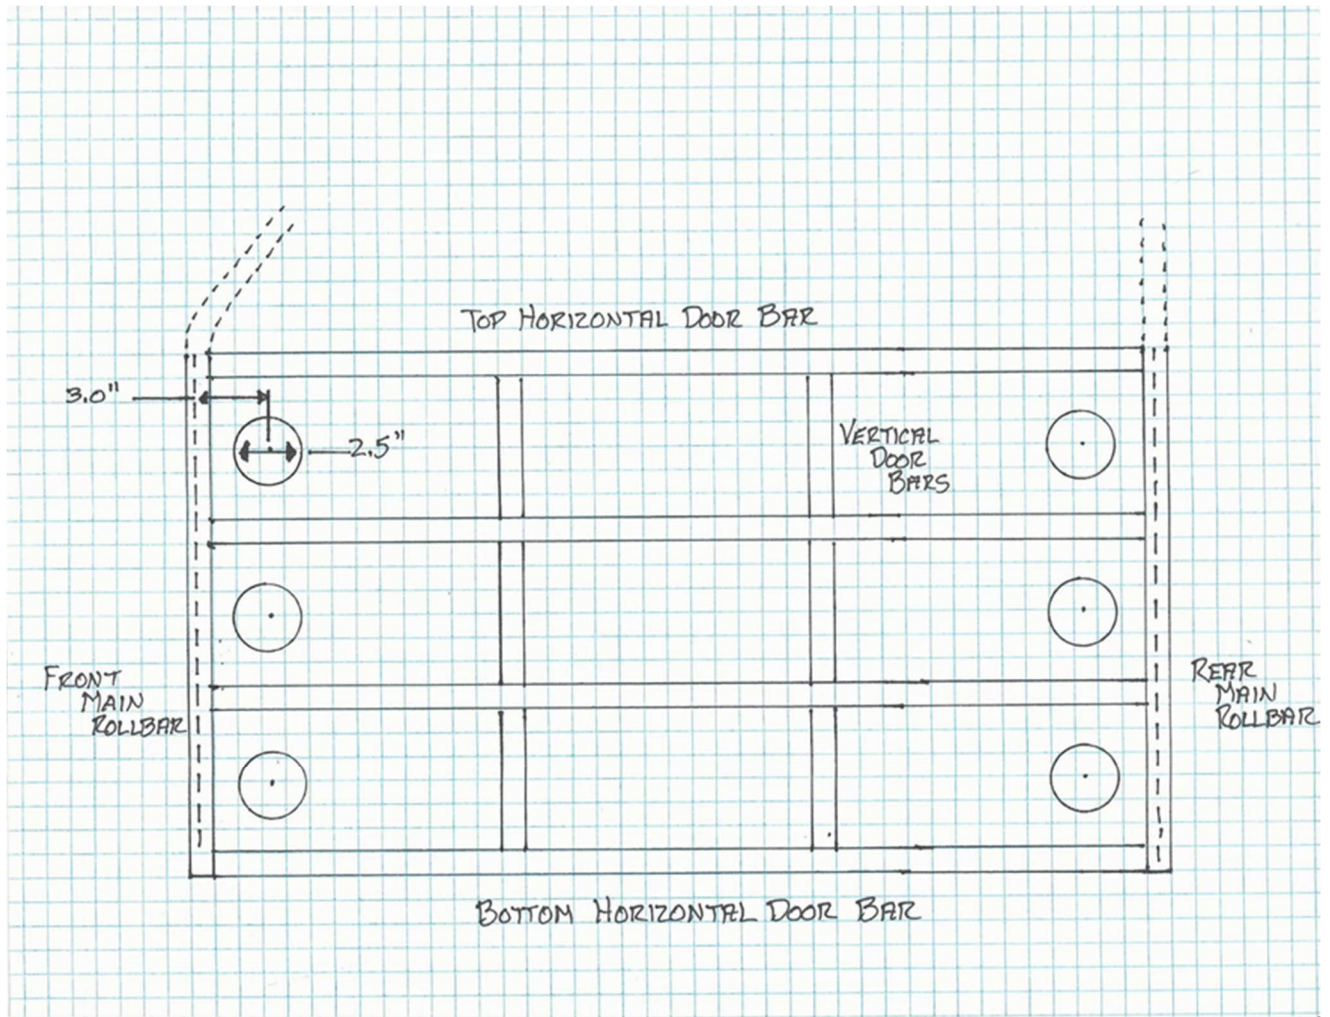 TOP HORIZONTAL DOOR BAR
3.0"
2.5"
VERTICAL
DOOR
BARS
FRONT
MAIN
ROLLBAR
REAR
MAIN
ROLLBAR
BOTTOM HORIZONTAL DOOR BAR